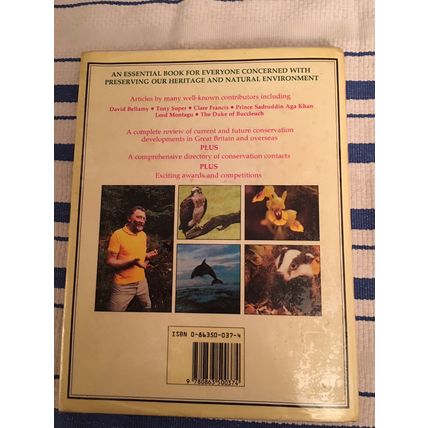 AN ESSENTIAL BOOK FOR EVERYONE CONCERNED WITH
PRESERVING OUR HERITAGE AND NATURAL ENVIRONMENT
Articles by many well-known contributors including
David Bellamy • Tony Soper • Clare Francis • Prince Sadruddin Aga Khan
Lord Montagu • The Duke of Buccleuch
A complete review of current and future conservation
developments in Great Britain and overseas
PLUS
A comprehensive directory of conservation contacts
PLUS
Exciting awards and competitions
ISBN 0-86350-037-4
9 780863 500374